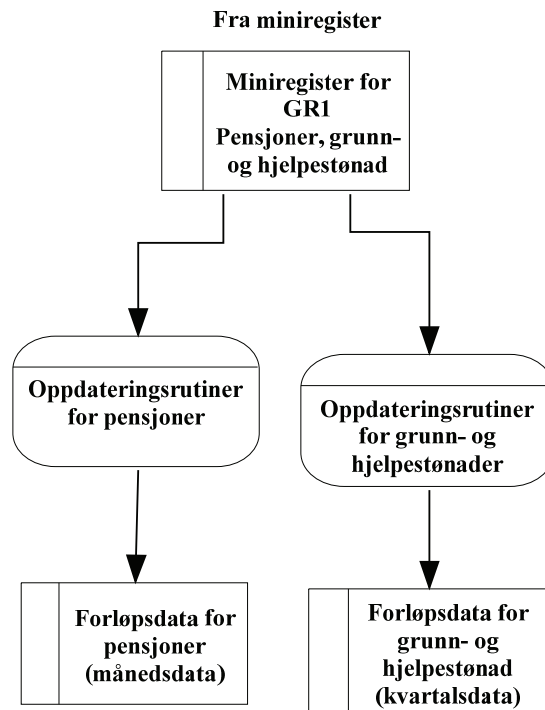 Fra miniregister
Miniregister for
GR1
Pensjoner, grunn-
og hjelpestønad
Oppdateringsrutiner
for pensjoner
Oppdateringsrutiner
for grunn- og
hjelpestønader
Forløpsdata for
pensjoner
(månedsdata)
Forløpsdata for
grunn- og
hjelpestønad
(kvartalsdata)